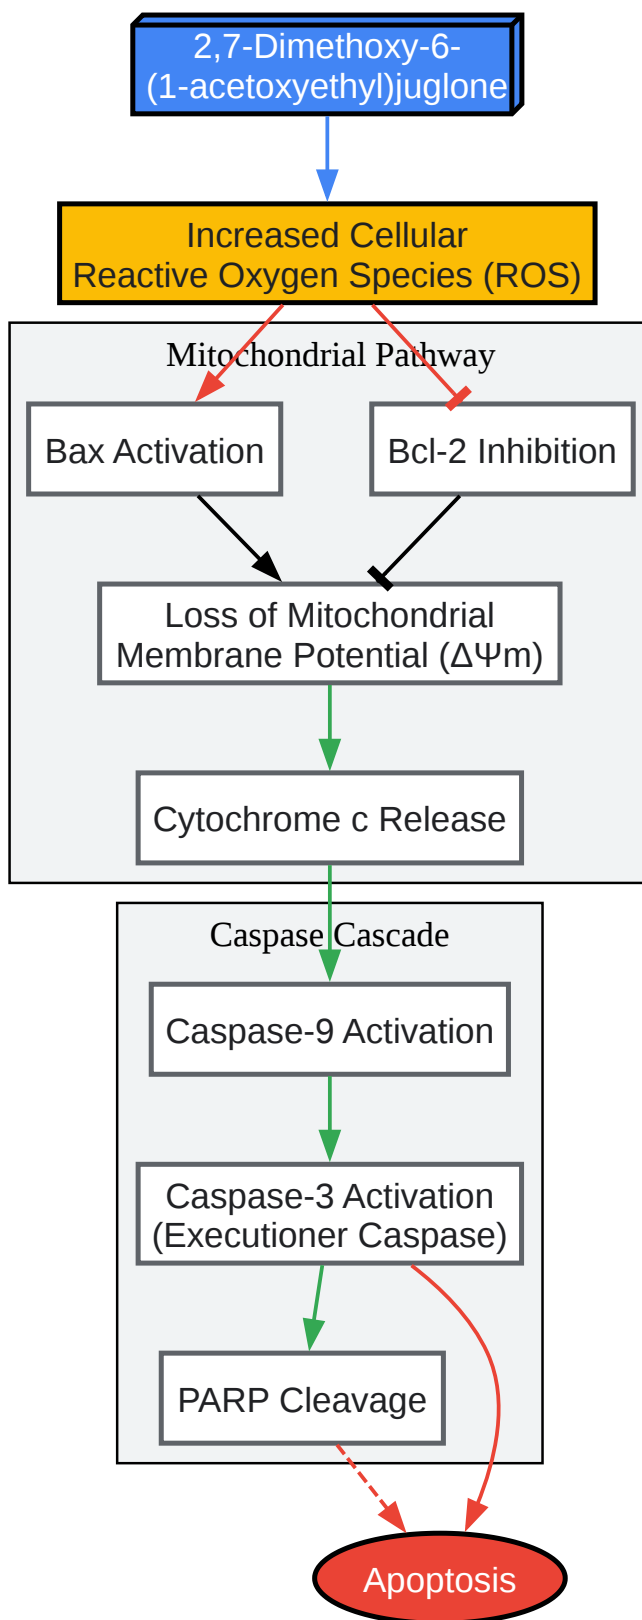 2,7-Dimethoxy-6-
(1-acetoxyethyl)juglone
Increased Cellular
Reactive Oxygen Species (ROS)
Mitochondrial Pathway
Bax Activation
Bcl-2 Inhibition
Loss of Mitochondrial
Membrane Potential (ΔΨm)
Cytochrome c Release
Caspase Cascade
Caspase-9 Activation
Caspase-3 Activation
(Executioner Caspase)
PARP Cleavage
Apoptosis